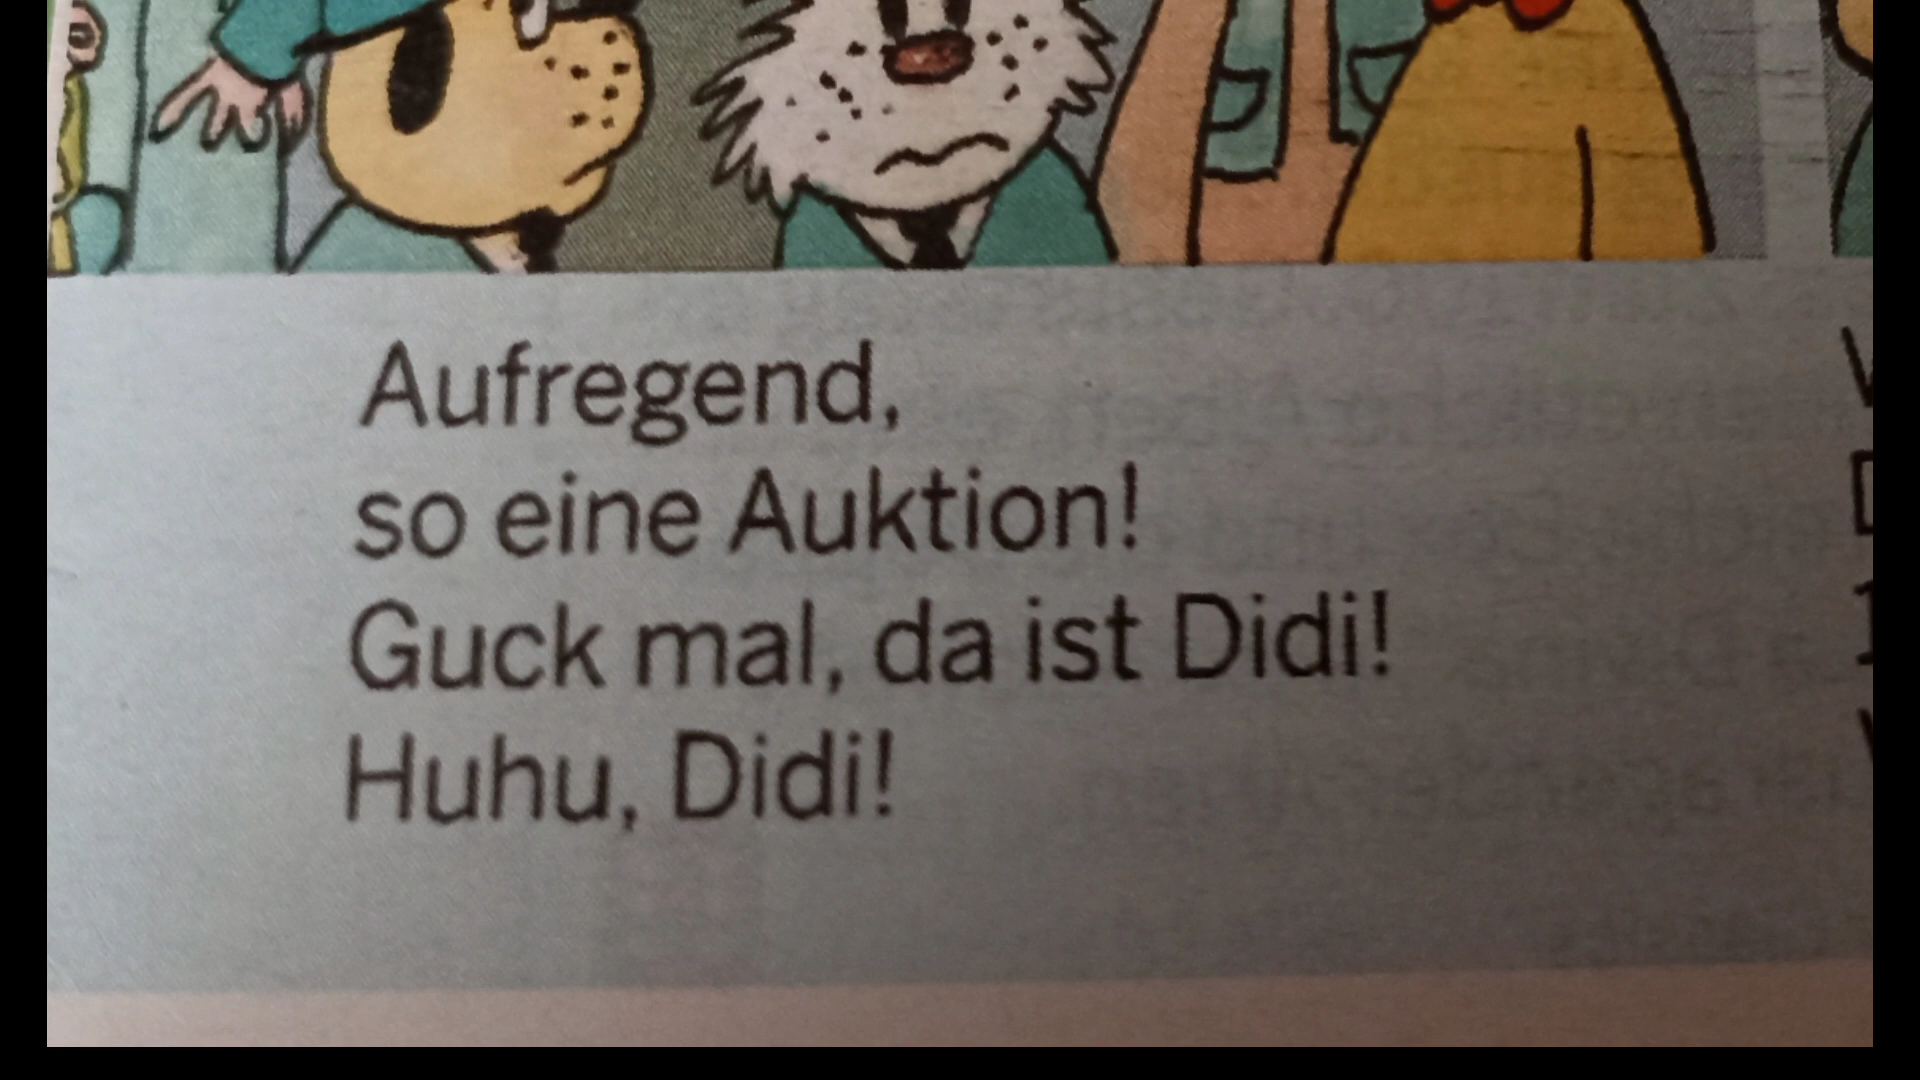 Aufregend,
so eine Auktion!
Guck mal, da ist Didi!
Huhu, Didi!